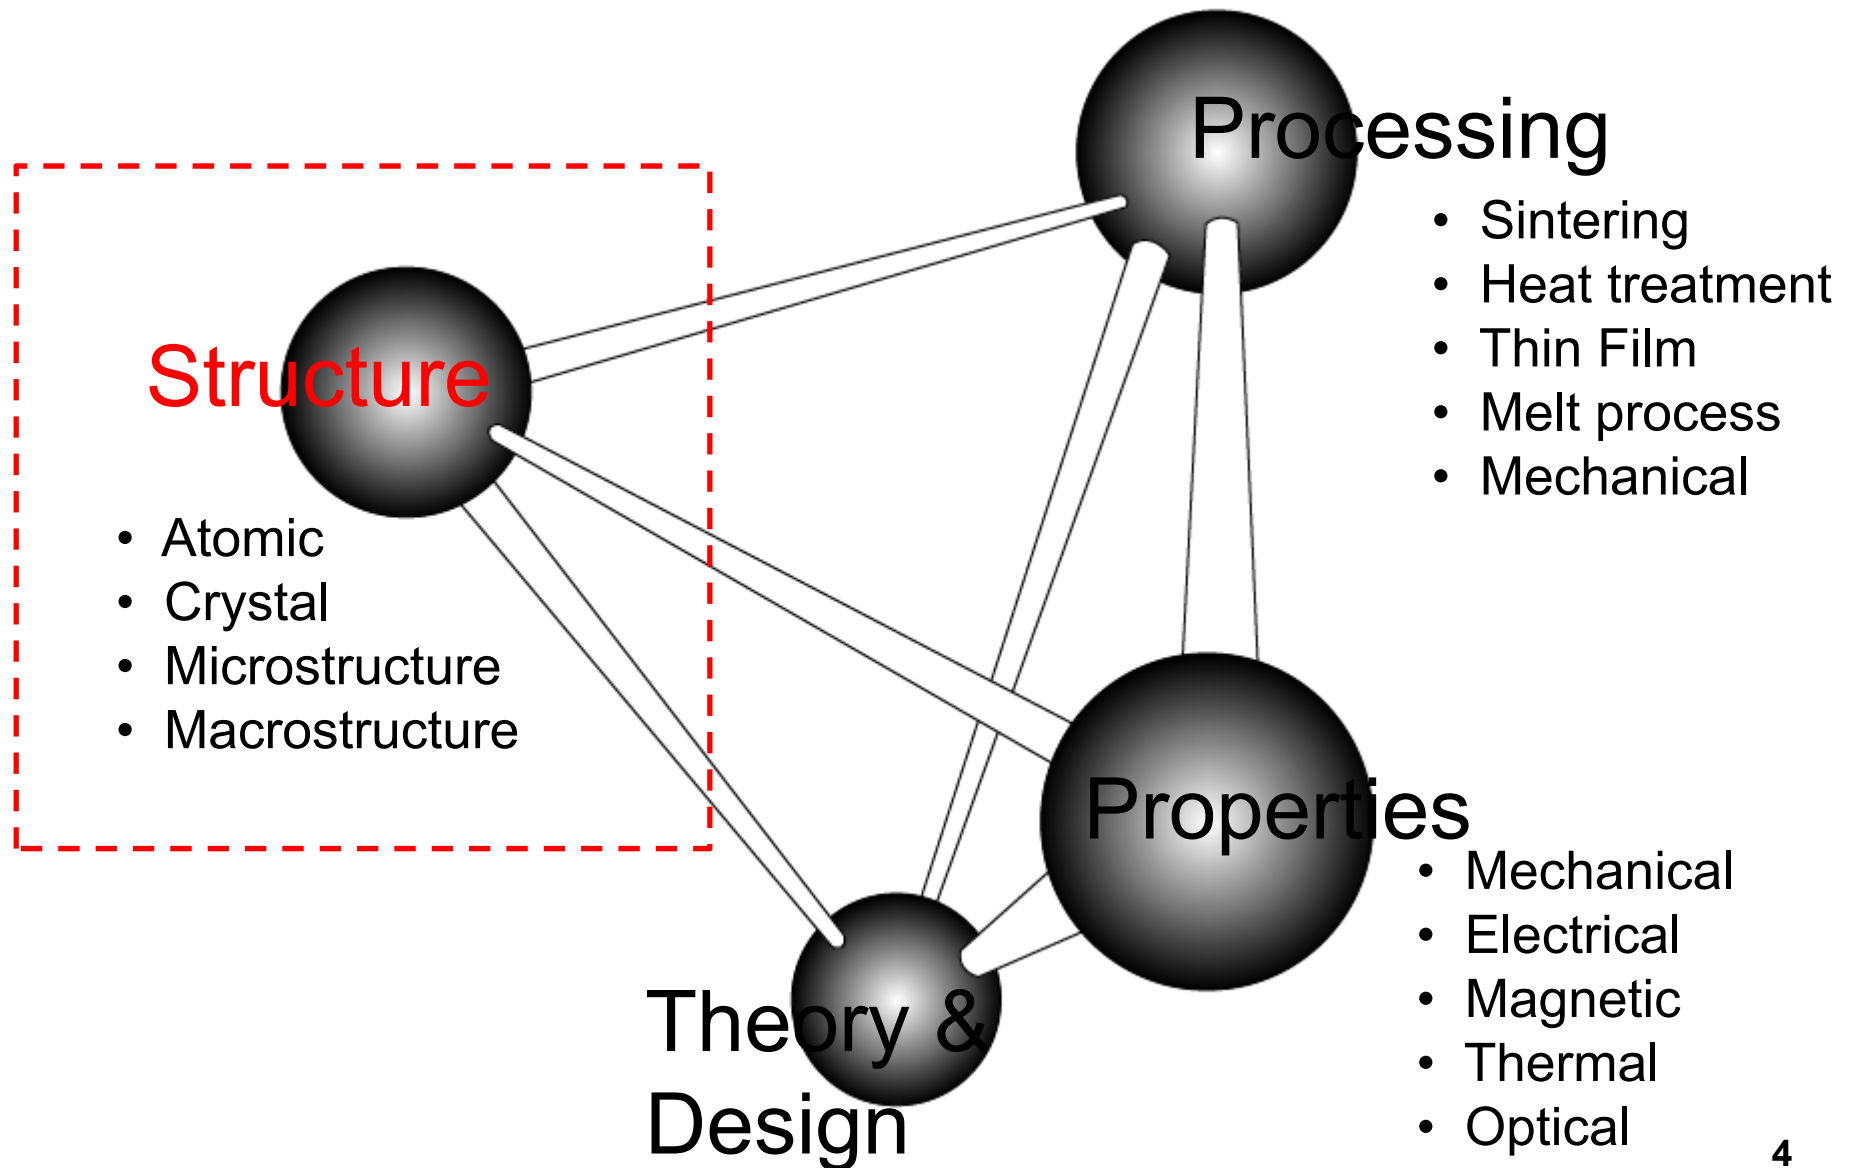 Processing
• Sintering
• Heat treatment
• Thin Film
• Melt process
• Mechanical
Structure
• Atomic
• Crystal
• Microstructure
• Macrostructure
Properties
• Mechanical
• Electrical
• Magnetic
• Thermal
• Optical
Theory &
Design
4